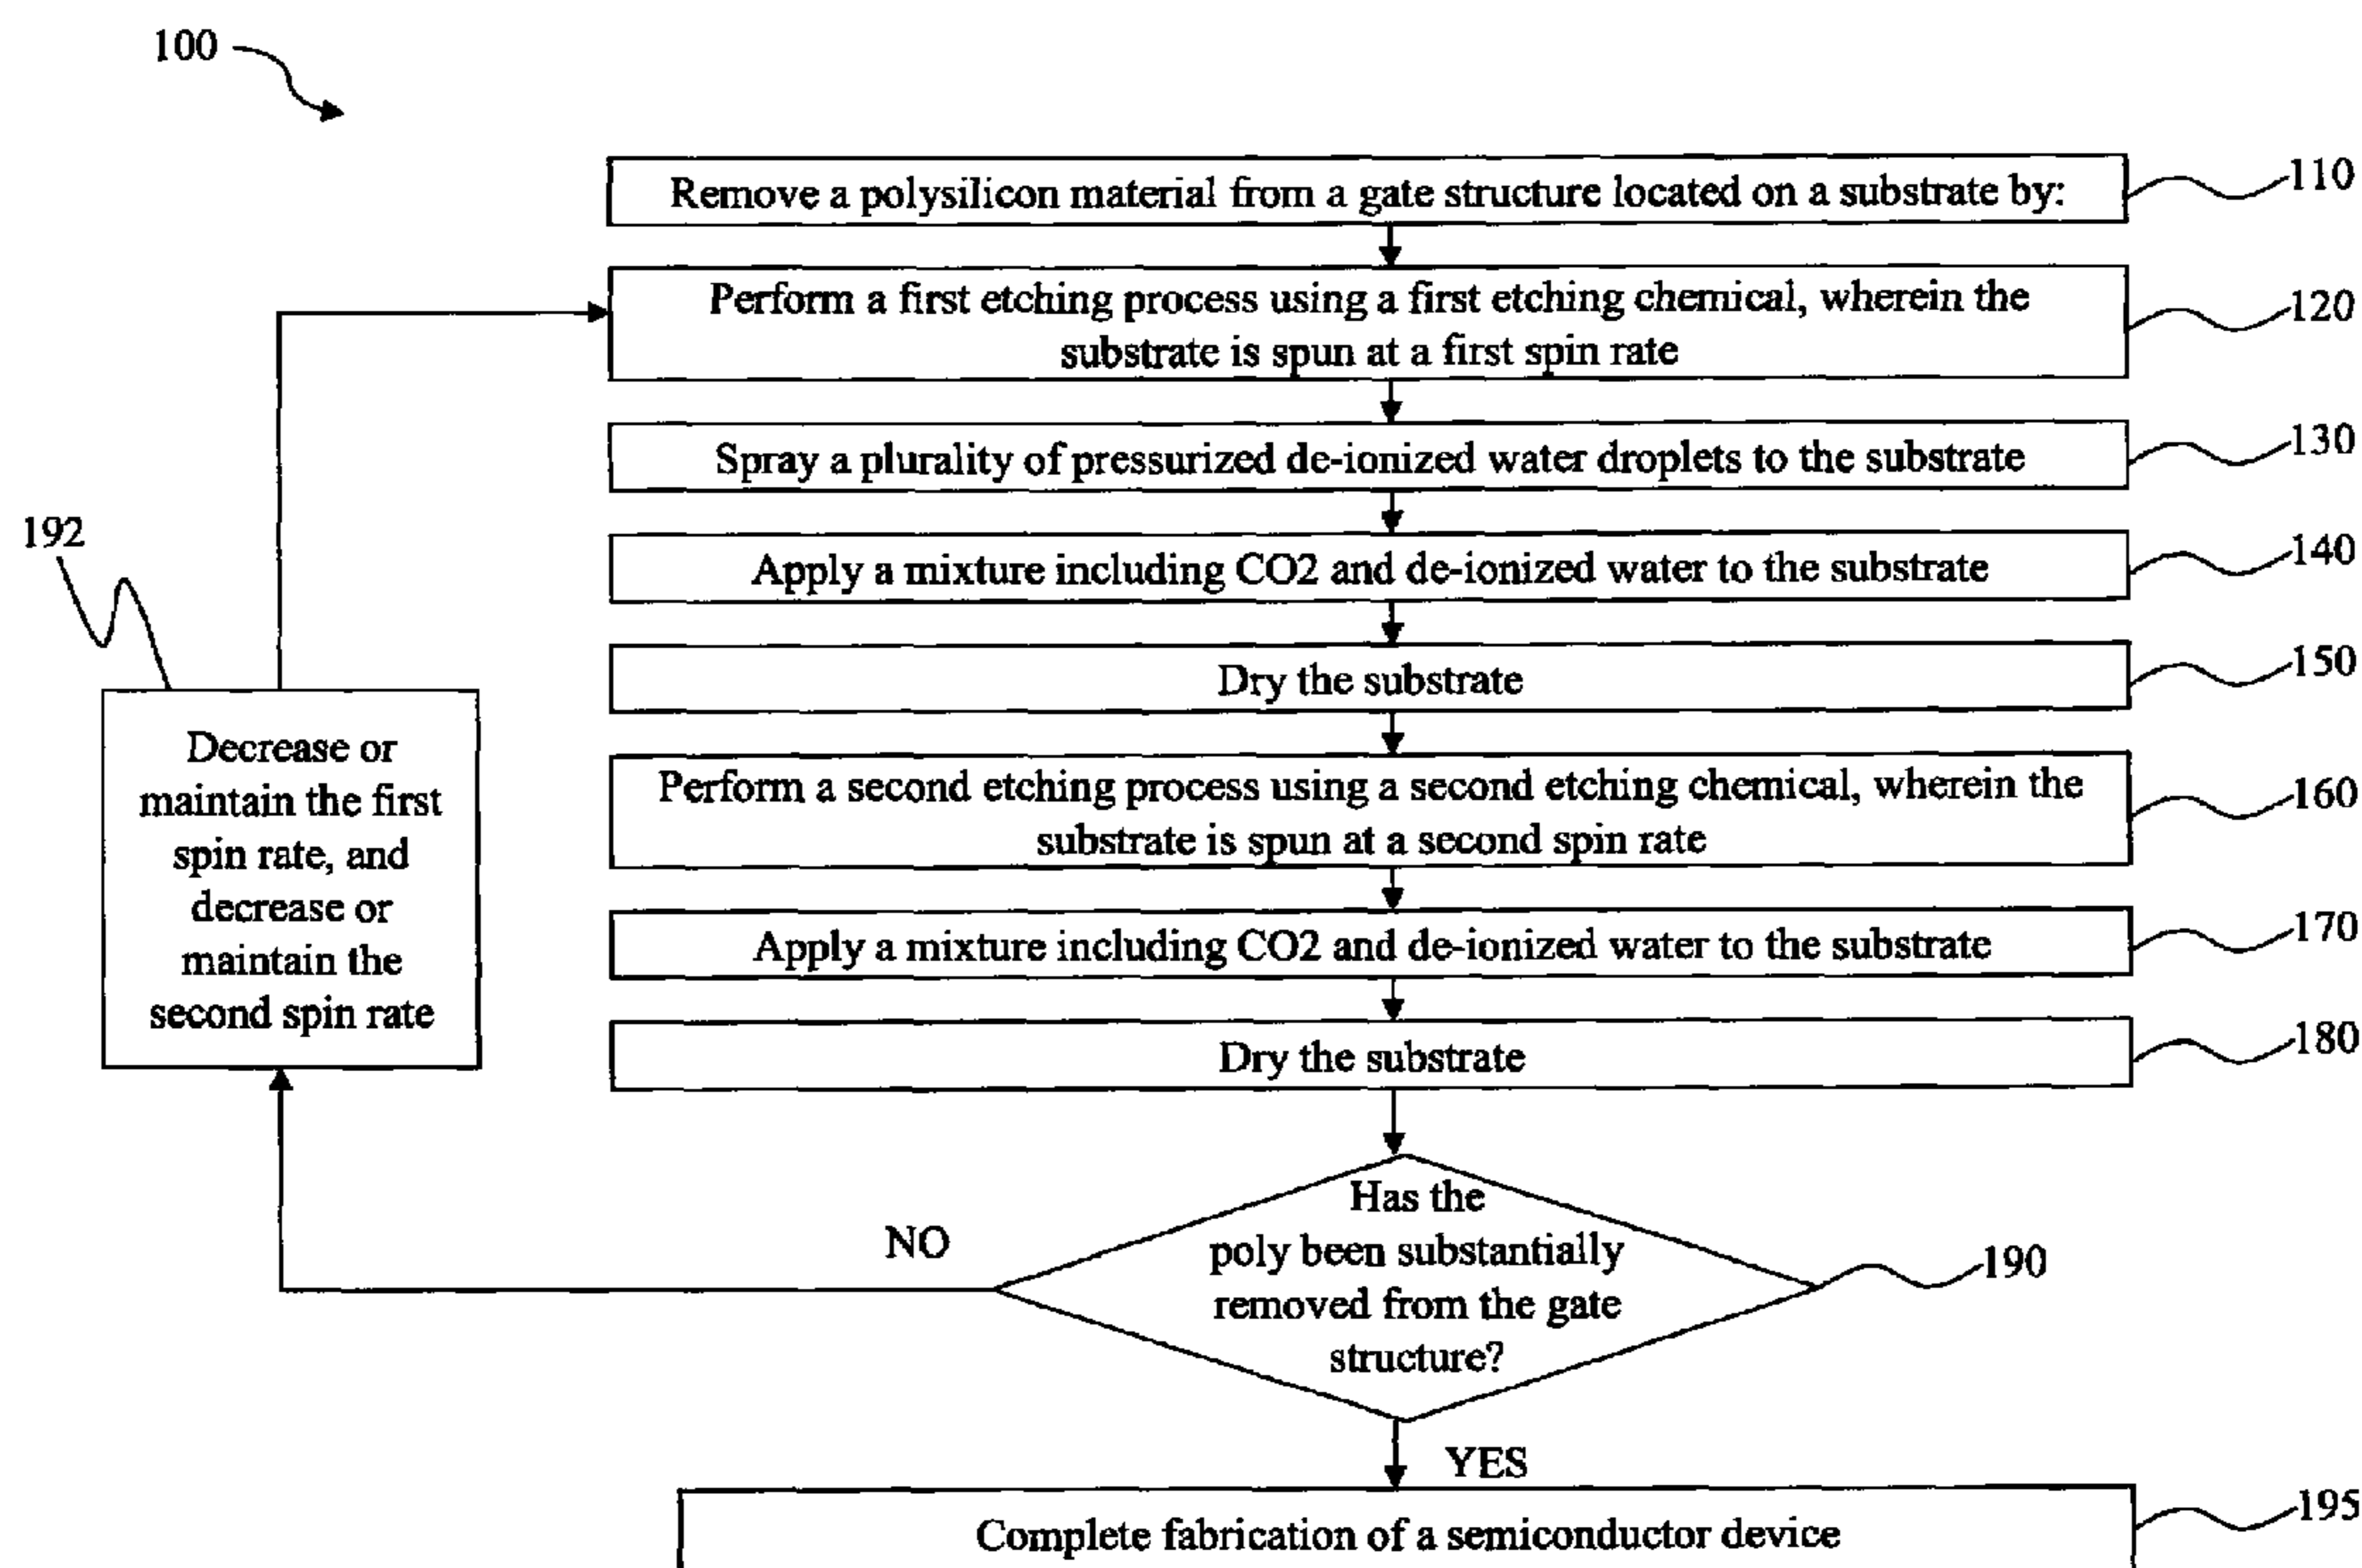 100
Remove a polysilicon material from a gate structure located on a substrate by:
110
Perform a first etching process using a first etching chemical, wherein the
substrate is spun at a first spin rate
120
Spray a plurality of pressurized de-ionized water droplets to the substrate
130
Apply a mixture including CO2 and de-ionized water to the substrate
140
Dry the substrate
150
Perform a second etching process using a second etching chemical, wherein the
substrate is spun at a second spin rate
160
Apply a mixture including CO2 and de-ionized water to the substrate
170
Dry the substrate
180
Has the
poly been substantially
removed from the gate
structure?
190
NO
192
Decrease or
maintain the first
spin rate, and
decrease or
maintain the
second spin rate
YES
Complete fabrication of a semiconductor device
195